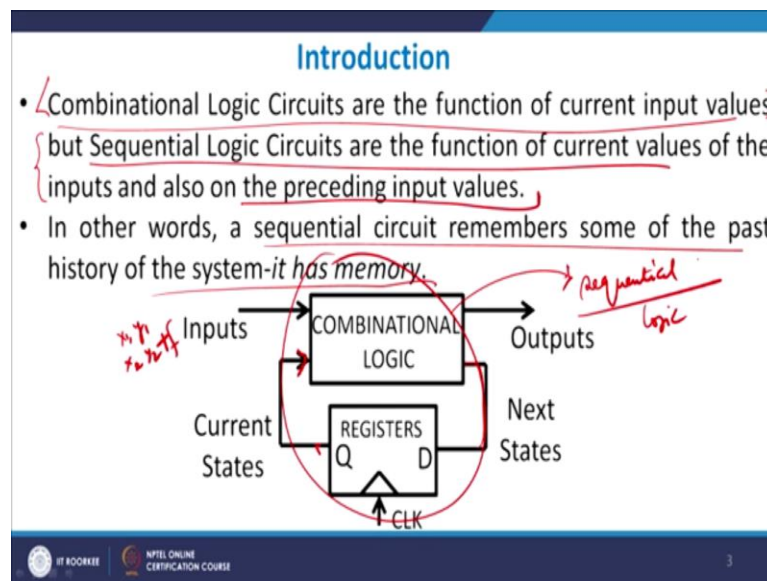 Introduction
• Combinational Logic Circuits are the function of current input values
but Sequential Logic Circuits are the function of current values of the
inputs and also on the preceding input values.
• In other words, a sequential circuit remembers some of the past
history of the system-it has memory.
sequential
logic
Inputs
COMBINATIONAL
LOGIC
Outputs
Current
States
REGISTERS
Q D
Next
States
CLK
IIT ROORKEE
NPTEL ONLINE
CERTIFICATION COURSE
3